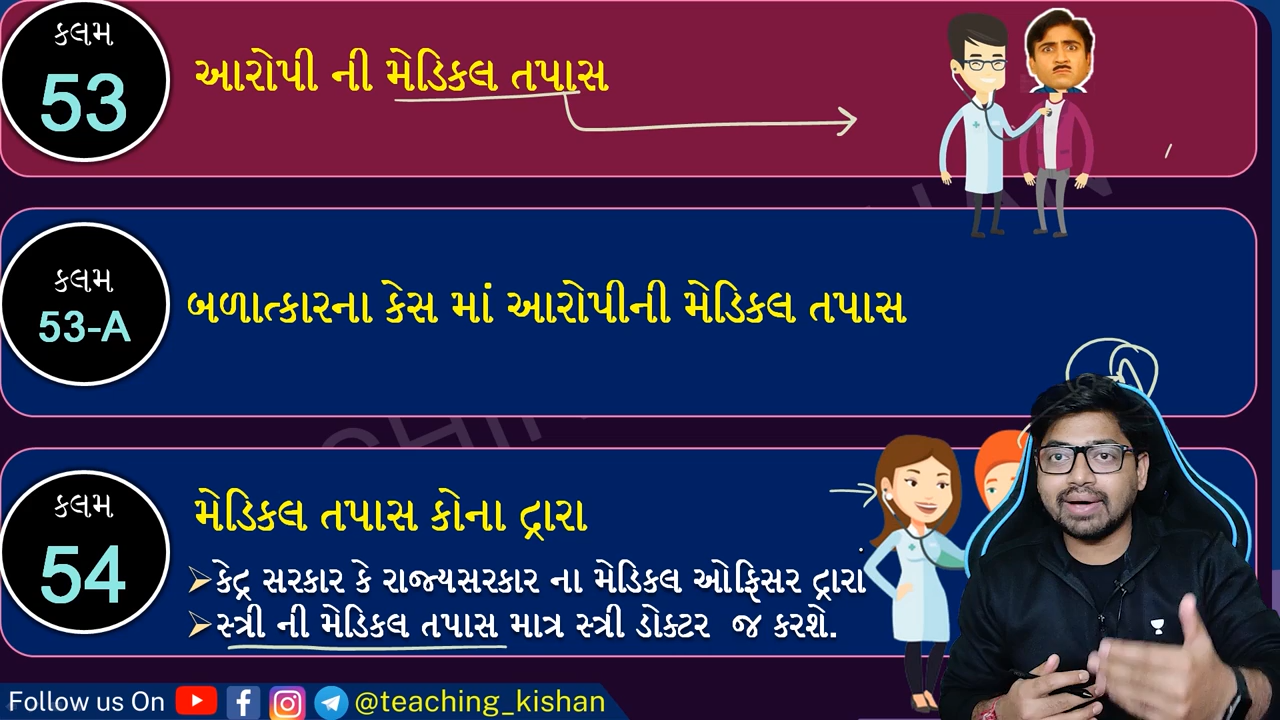 કલમ
53
આરોપી ની મેડિકલ તપાસ
કલમ
53-A
બળાત્કારના કેસ માં આરોપીની મેડિકલ તપાસ
કલમ
54
મેડિકલ તપાસ કોના દ્રારા
➢કેદ્ર સરકાર કે રાજ્યસરકાર ના મેડિકલ ઓફિસર દ્રારા
➢સ્ત્રી ની મેડિકલ તપાસ માત્ર સ્ત્રી ડોક્ટર જ કરશે.
Follow us On @teaching_kishan